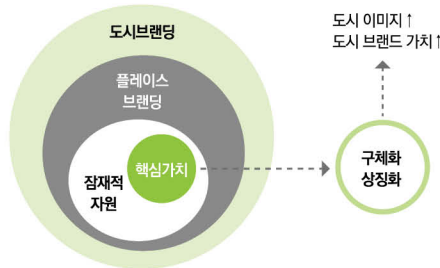 도시브랜딩
플레이스
브랜딩
잠재적
자원
핵심가치
도시 이미지↑
도시 브랜드 가치↑
구체화
상징화